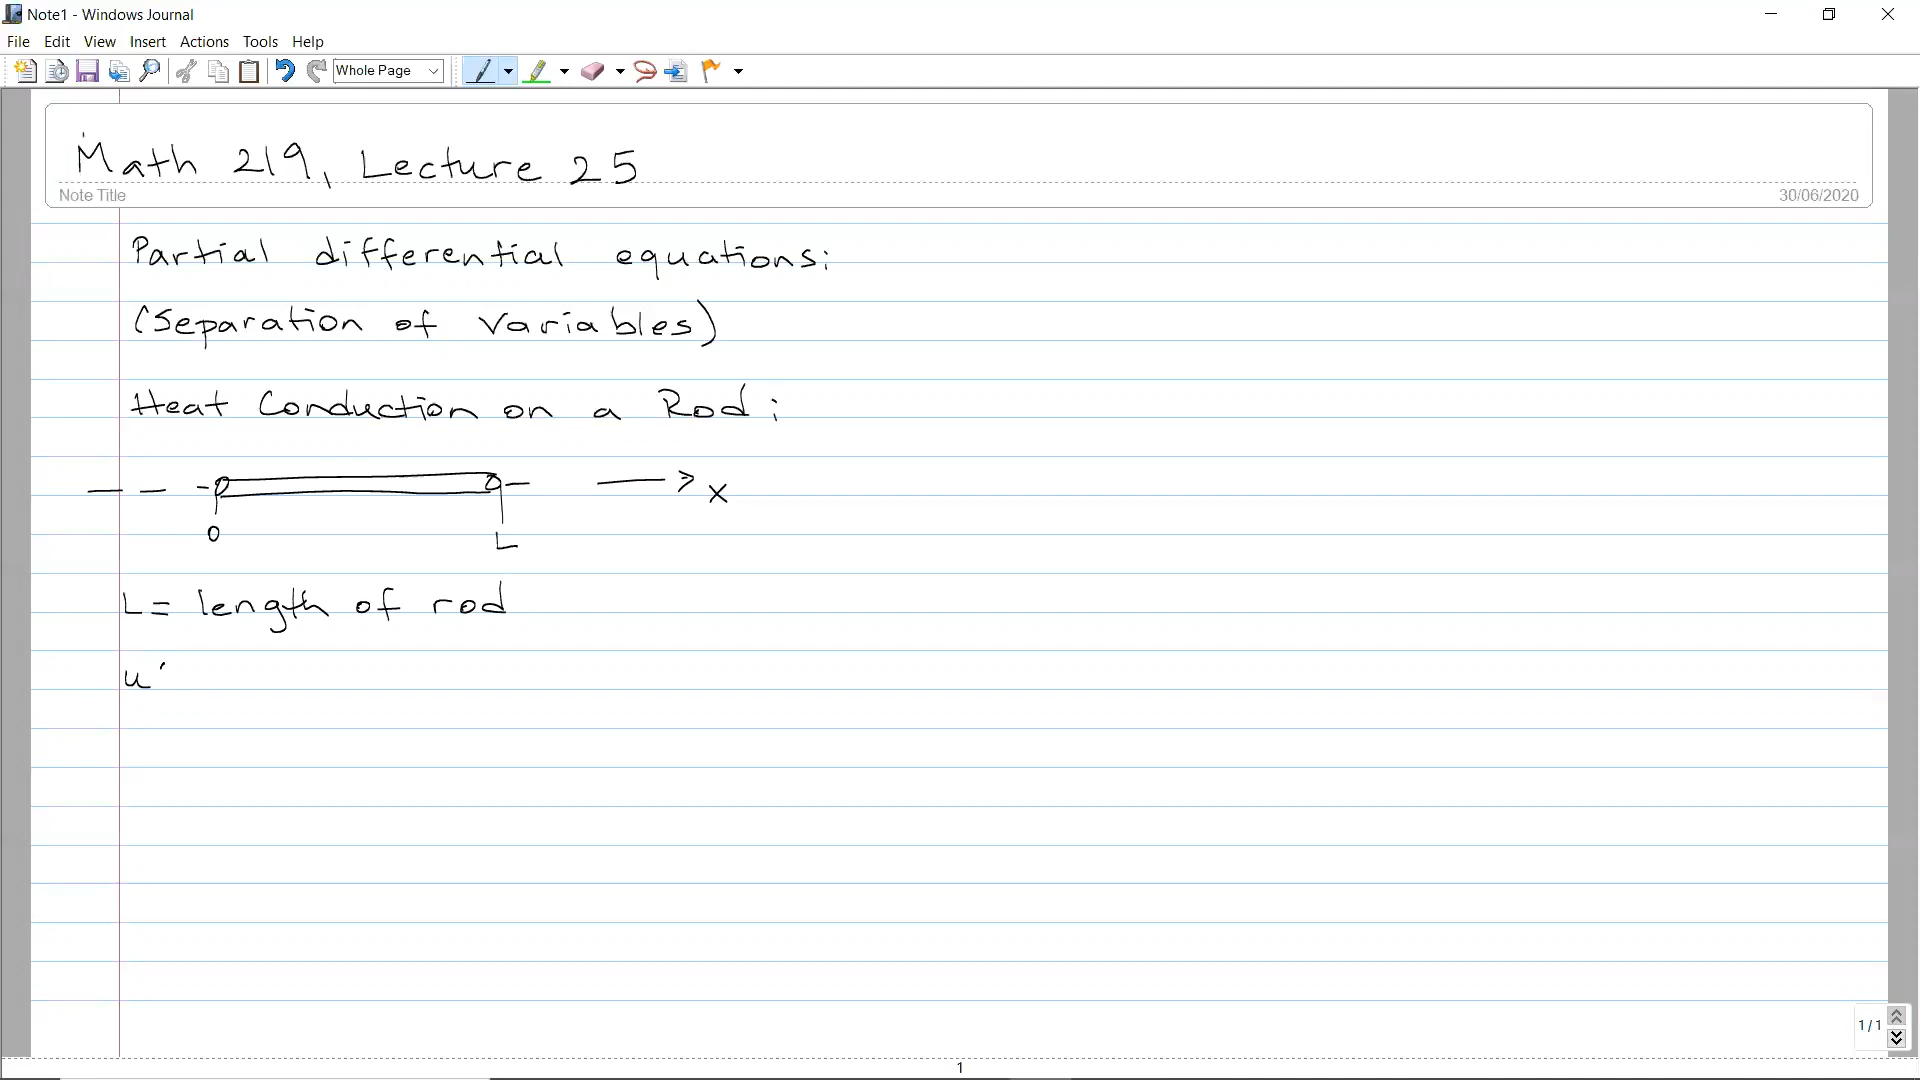 Note1 - Windows Journal
File Edit View Insert Actions Tools Help
Whole Page
Math 219, Lecture 25
Note Title
30/06/2020
Partial differential equations:
(Separation of variables)
Heat Conduction on a Rod:
x
0
L
L = length of rod
u
1/1
1